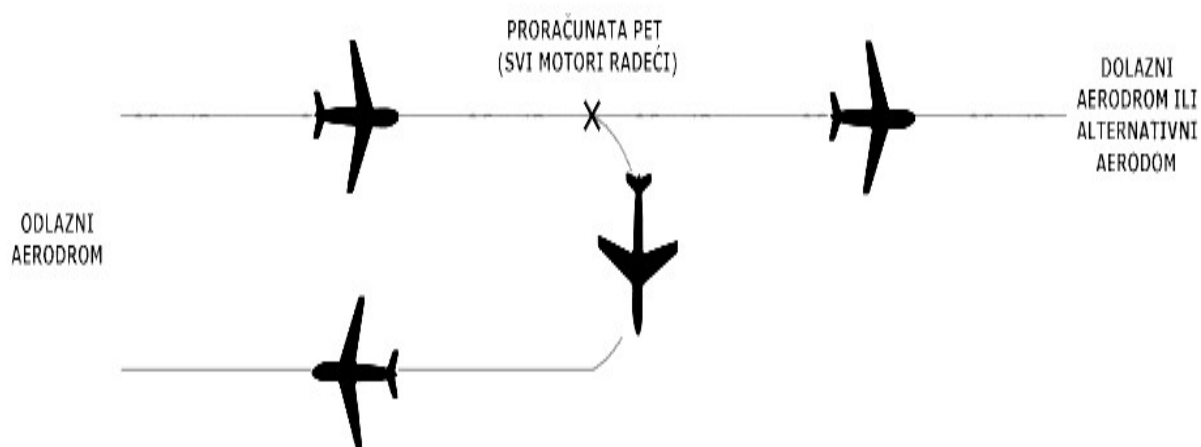 PRORAČUNATA PET
(SVI MOTORI RADEĆI)
DOLAZNI
AERODROM ILI
ALTERNATIVNI
AERODOM
ODLAZNI
AERODROM